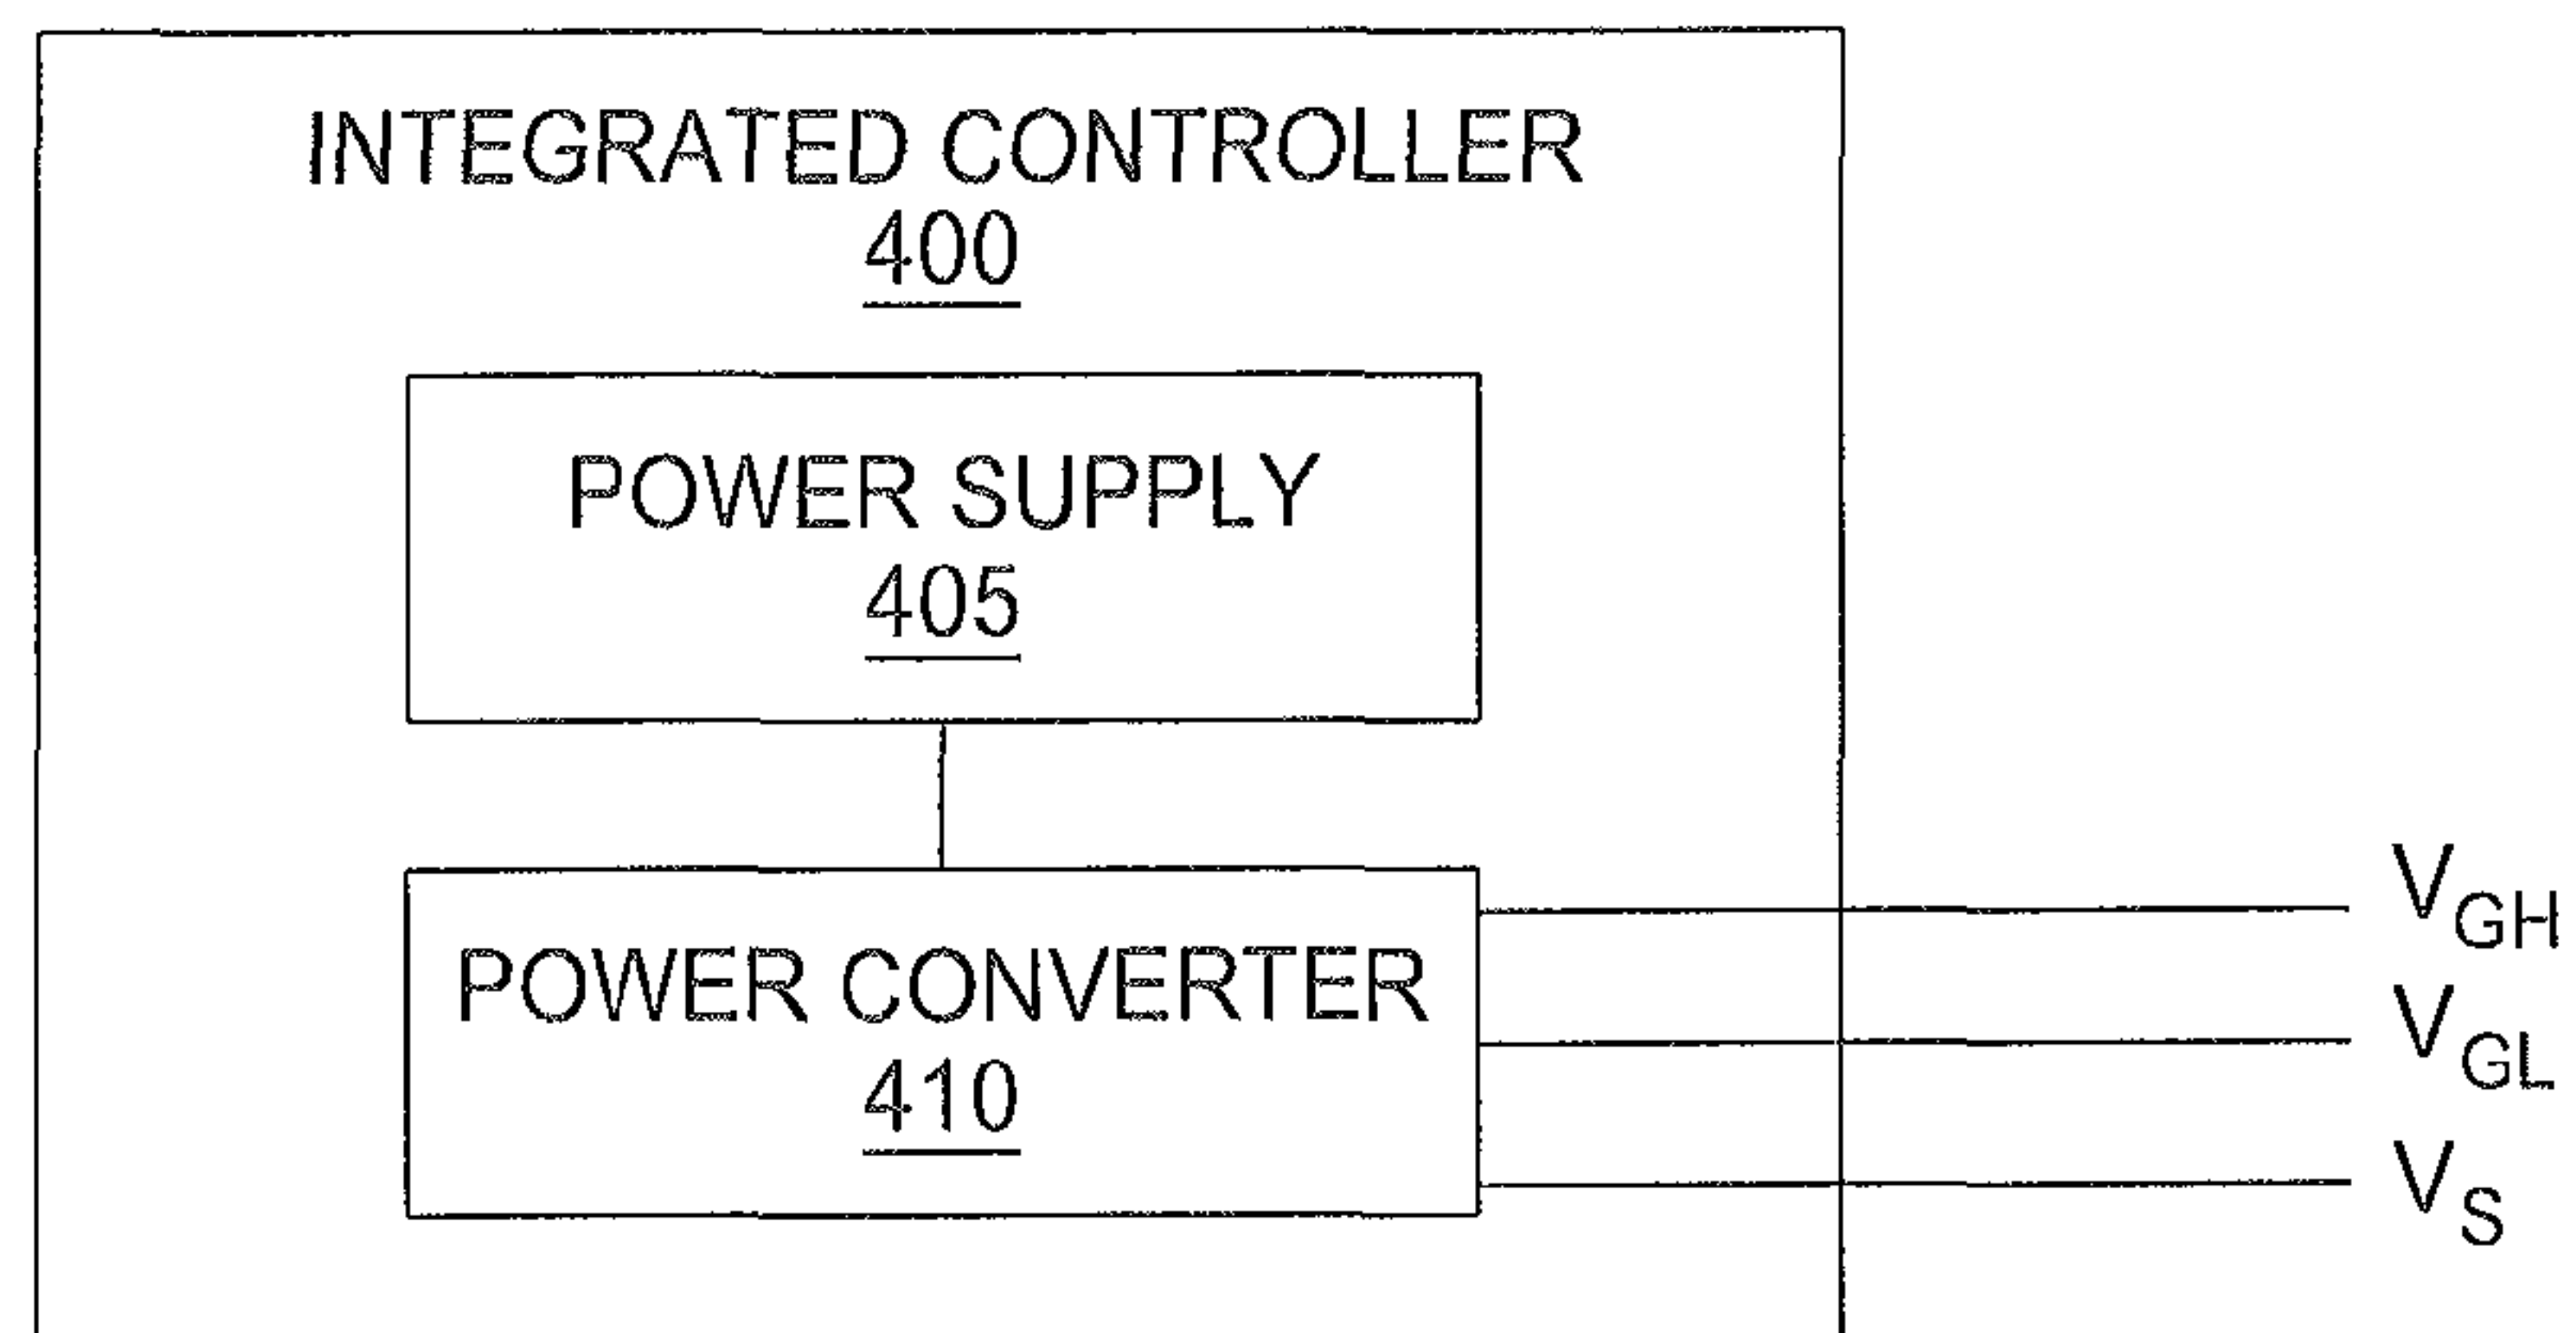 INTEGRATED CONTROLLER
400
POWER SUPPLY
405
POWER CONVERTER
410
VGH
VGL
VS